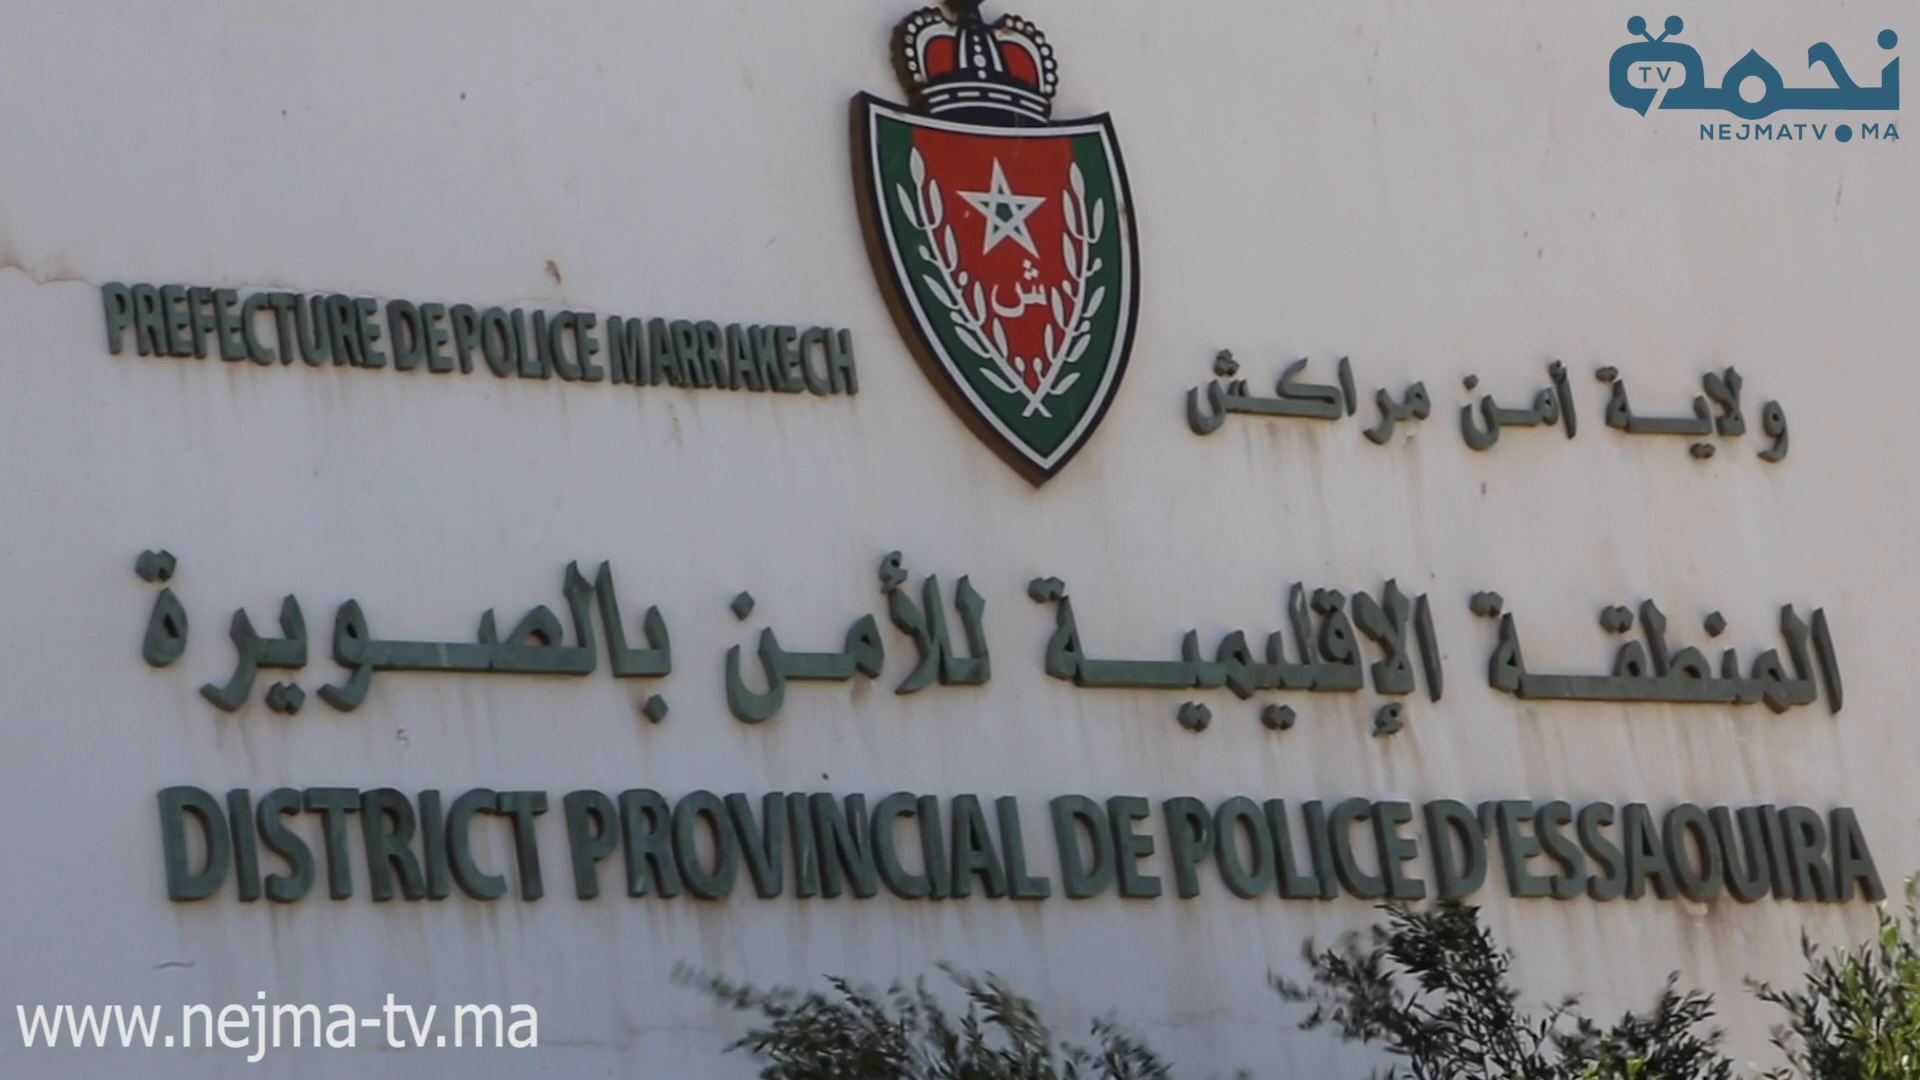 نجمة
TV
NEJMATV.MA
PREFECTURE DE POLICE MARRAKECH
ش
ولاية أمن مراكش
المنطقة الإقليمية للأمن بالصويرة
DISTRICT PROVINCIAL DE POLICE D'ESSAOUIRA
www.nejma-tv.ma